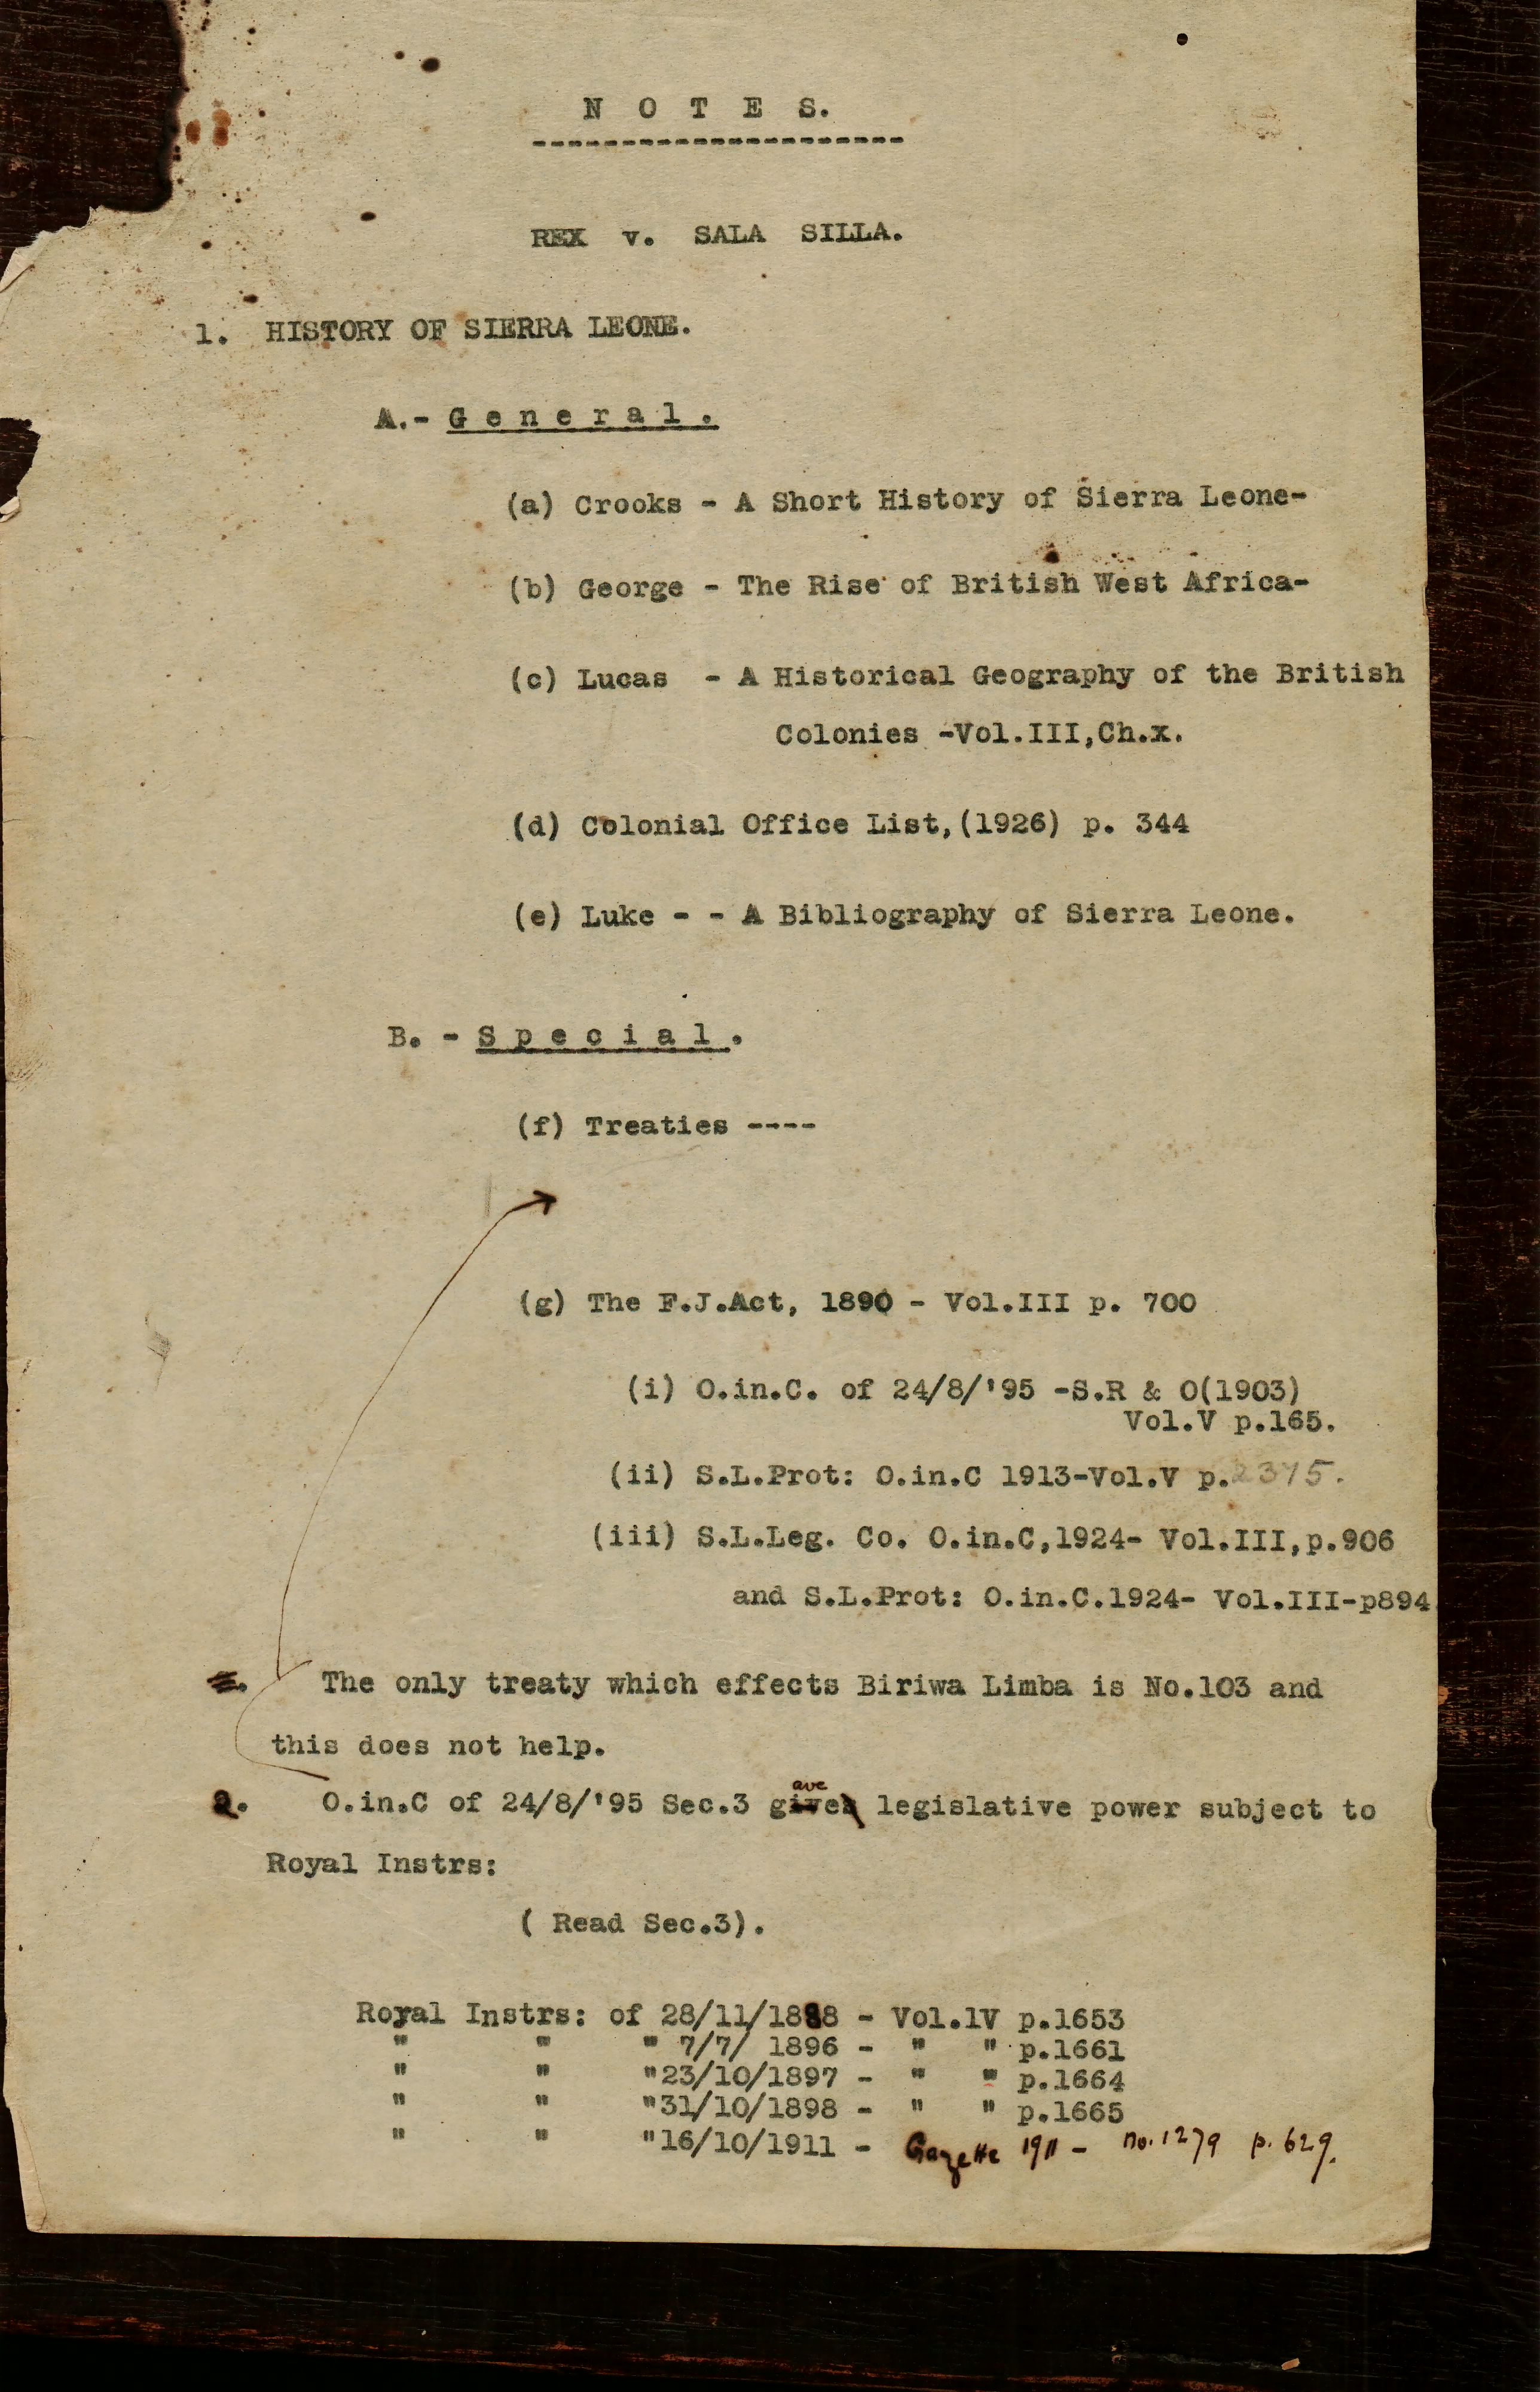 N O T E S.
--------------------
REX v. SALA SILLA.
1. HISTORY OF SIERRA LEONE.
A.- G e n e r a l .
(a) Crooks - A Short History of Sierra Leone-
(b) George - The Rise of British West Africa-
(c) Lucas - A Historical Geography of the British
Colonies -Vol.III,Ch.x.
(d) Colonial Office List,(1926) p. 344
(e) Luke - - A Bibliography of Sierra Leone.
B. - S p e c i a l .
(f) Treaties ----
(g) The F.J.Act, 1890 - Vol.III p. 700
(i) O.in.C. of 24/8/'95 -S.R & O(1903)
Vol.V p.165.
(ii) S.L.Prot: O.in.C 1913-Vol.V p.2375.
(iii) S.L.Leg. Co. O.in.C,1924- Vol.III,p.906
and S.L.Prot: O.in.C.1924- Vol.III-p894
The only treaty which effects Biriwa Limba is No.103 and
this does not help.
2. O.in.C of 24/8/'95 Sec.3 gave legislative power subject to
Royal Instrs:
( Read Sec.3).
Royal Instrs: of 28/11/1888 - Vol.lV p.1653
" " " 7/7/ 1896 - " " p.1661
" " "23/10/1897 - " " p.1664
" " "31/10/1898 - " " p.1665
" " "16/10/1911 - Gazette 1911 - no. 1279 p. 629.